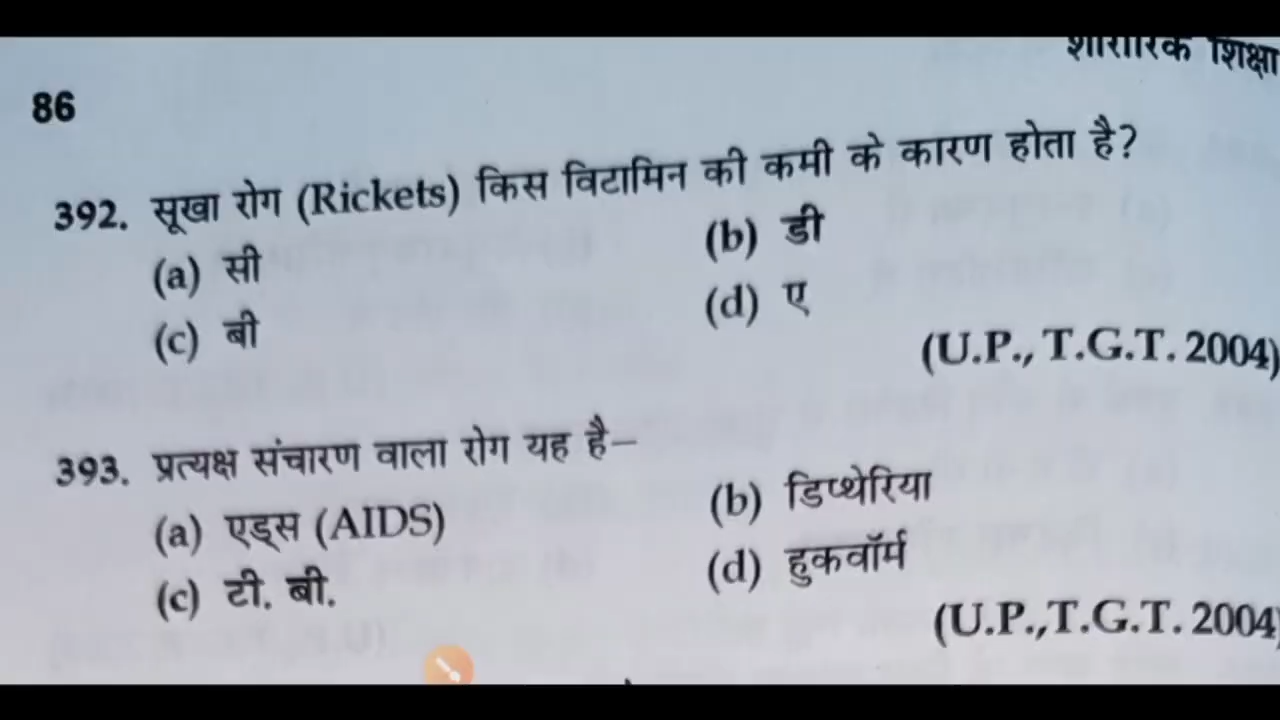 शारीरिक शिक्षा
86
392. सूखा रोग (Rickets) किस विटामिन की कमी के कारण होता है?
(a) सी (b) डी
(c) बी (d) ए
(U.P., T.G.T. 2004)
393. प्रत्यक्ष संचारण वाला रोग यह है–
(a) एड्स (AIDS) (b) डिप्थेरिया
(c) टी. बी. (d) हुकवॉर्म
(U.P.,T.G.T. 2004)